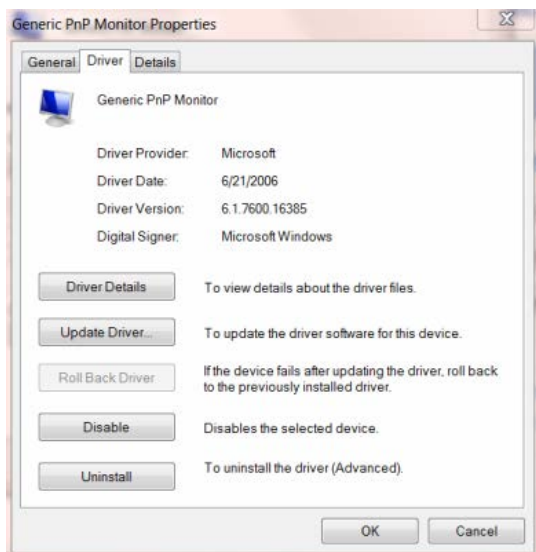 Generic PnP Monitor Properties
General Driver Details
Generic PnP Monitor
Driver Provider: Microsoft
Driver Date: 6/21/2006
Driver Version: 6.1.7600.16385
Digital Signer: Microsoft Windows
Driver Details To view details about the driver files.
Update Driver... To update the driver software for this device.
Roll Back Driver If the device fails after updating the driver, roll back
to the previously installed driver.
Disable Disables the selected device.
Uninstall To uninstall the driver (Advanced).
OK Cancel